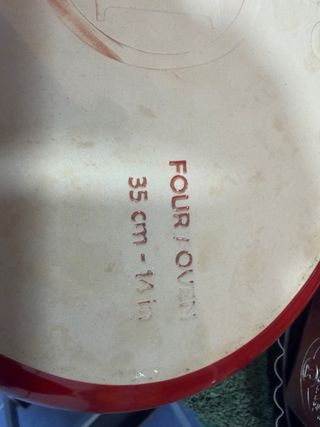 FOUR / OVEN
35 cm - 14 in